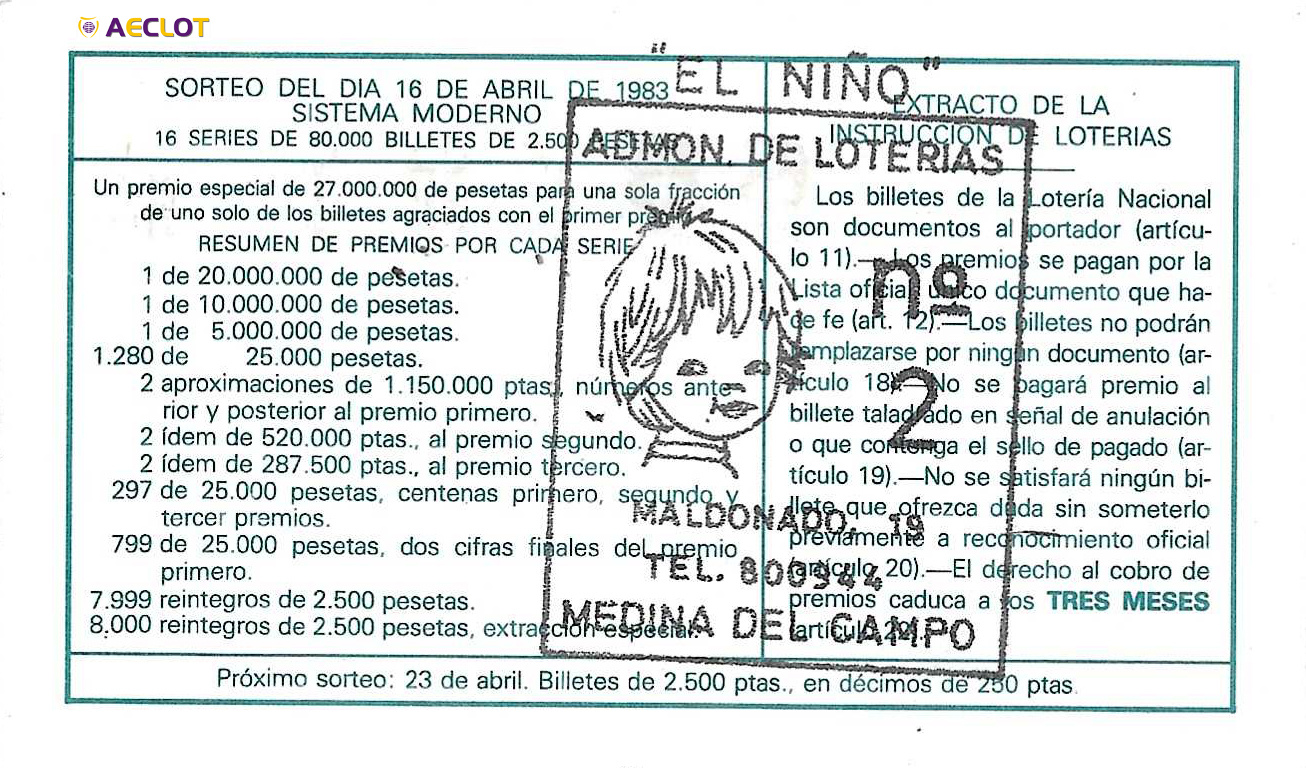 AECLOT
SORTEO DEL DIA 16 DE ABRIL DE 1983
SISTEMA MODERNO
16 SERIES DE 80.000 BILLETES DE 2.500 PESETAS
Un premio especial de 27.000.000 de pesetas para una sola fracción
de uno solo de los billetes agraciados con el primer premio
RESUMEN DE PREMIOS POR CADA SERIE
1 de 20.000.000 de pesetas.
1 de 10.000.000 de pesetas.
1 de 5.000.000 de pesetas.
1.280 de 25.000 pesetas.
2 aproximaciones de 1.150.000 ptas., números ante-
rior y posterior al premio primero.
2 ídem de 520.000 ptas., al premio segundo.
2 ídem de 287.500 ptas., al premio tercero.
297 de 25.000 pesetas, centenas primero, segundo y
tercer premios.
799 de 25.000 pesetas, dos cifras finales del premio
primero.
7.999 reintegros de 2.500 pesetas.
8.000 reintegros de 2.500 pesetas, extracción especial.
EXTRACTO DE LA
INSTRUCCION DE LOTERIAS
Los billetes de la Lotería Nacional
son documentos al portador (artícu-
lo 11).—Los premios se pagan por la
Lista oficial, único documento que ha-
ce fe (art. 12).—Los billetes no podrán
remplazarse por ningún documento (ar-
tículo 18).—No se pagará premio al
billete taladrado en señal de anulación
o que contenga el sello de pagado (ar-
tículo 19).—No se satisfará ningún bi-
llete que ofrezca duda sin someterlo
previamente a reconocimiento oficial
(artículo 20).—El derecho al cobro de
premios caduca a los TRES MESES
(artículo
Próximo sorteo: 23 de abril. Billetes de 2.500 ptas., en décimos de 250 ptas.
"EL NIÑO"
ADMON. DE LOTERIAS
nº
2
MALDONADO, 19
TEL. 800944
MEDINA DEL CAMPO